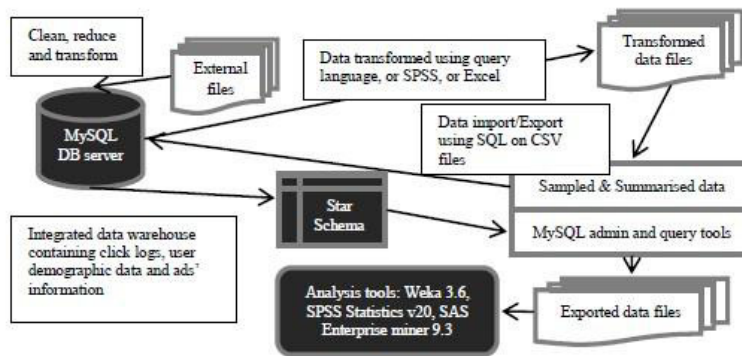 Clean, reduce
and transform
External
files
Data transformed using query
language, or SPSS, or Excel
Transformed
data files
MySQL
DB server
Data import/Export
using SQL on CSV
files
Sampled & Summarised data
Star
Schema
MySQL admin and query tools
Integrated data warehouse
containing click logs, user
demographic data and ads'
information
Analysis tools: Weka 3.6,
SPSS Statistics v20, SAS
Enterprise miner 9.3
Exported data files